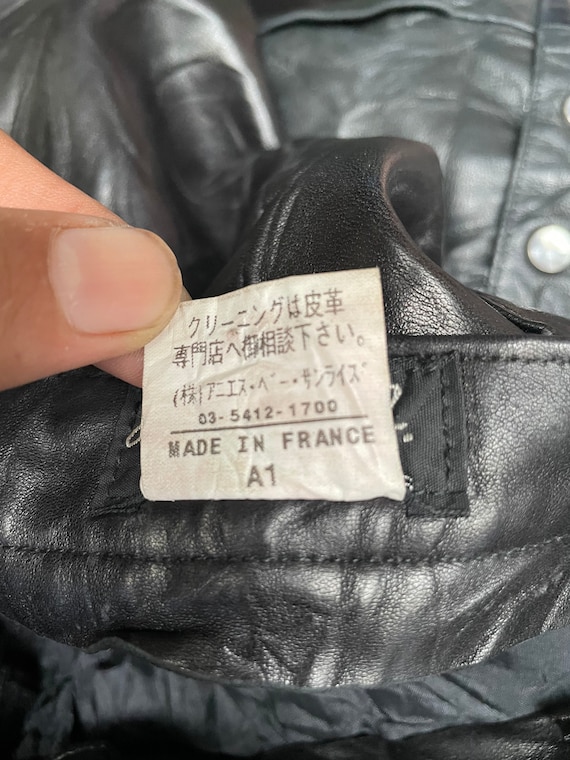 クリーニングは皮革
専門店へ御相談下さい。
(株)アニエス・ベー・サンライズ
03-5412-1700
MADE IN FRANCE
A1